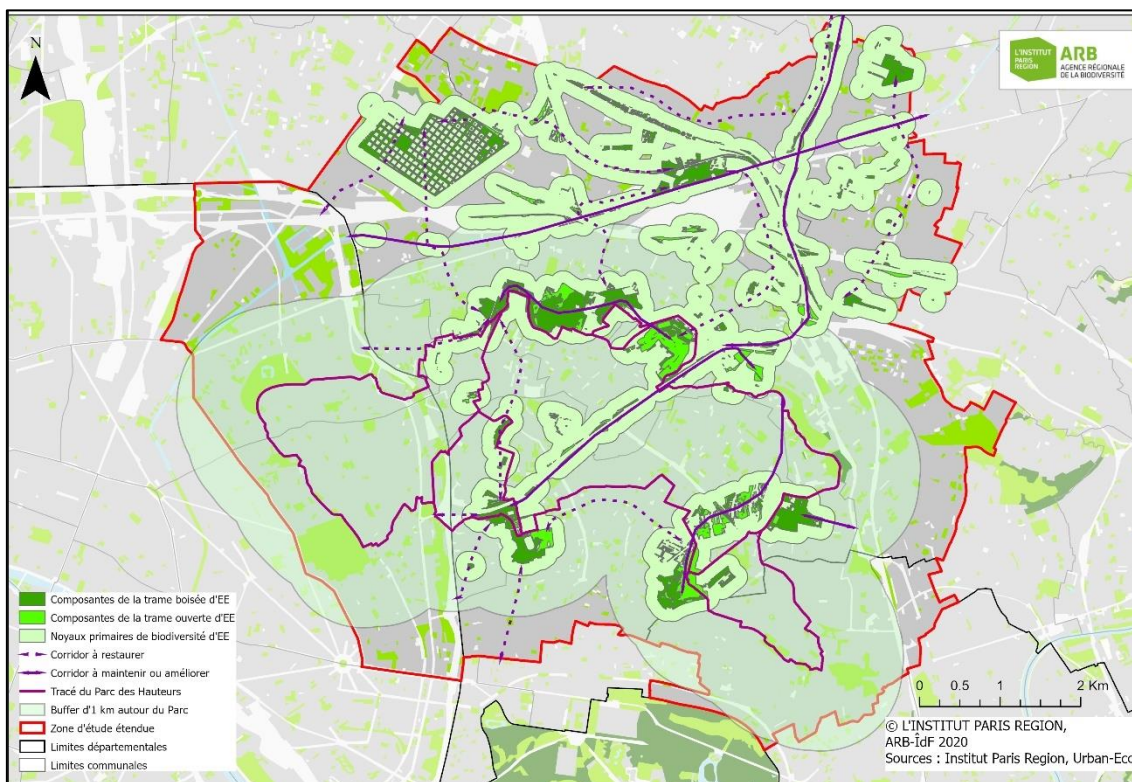 N
L'INSTITUT
PARIS
REGION
ARB
AGENCE RÉGIONALE
DE LA BIODIVERSITÉ
Composantes de la trame boisée d'EE
Composantes de la trame ouverte d'EE
Noyaux primaires de biodiversité d'EE
Corridor à restaurer
Corridor à maintenir ou améliorer
Tracé du Parc des Hauteurs
Buffer d'1 km autour du Parc
Zone d'étude étendue
Limites départementales
Limites communales
0 0.5 1 2 Km
© L'INSTITUT PARIS REGION,
ARB-ÎdF 2020
Sources : Institut Paris Region, Urban-Eco